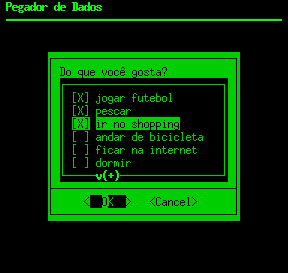 Pegador de Dados
Do que você gosta?
[X] jogar futebol
[X] pescar
[X] ir no shopping
[ ] andar de bicicleta
[ ] ficar na internet
[ ] dormir
v(+)
< OK > <Cancel>